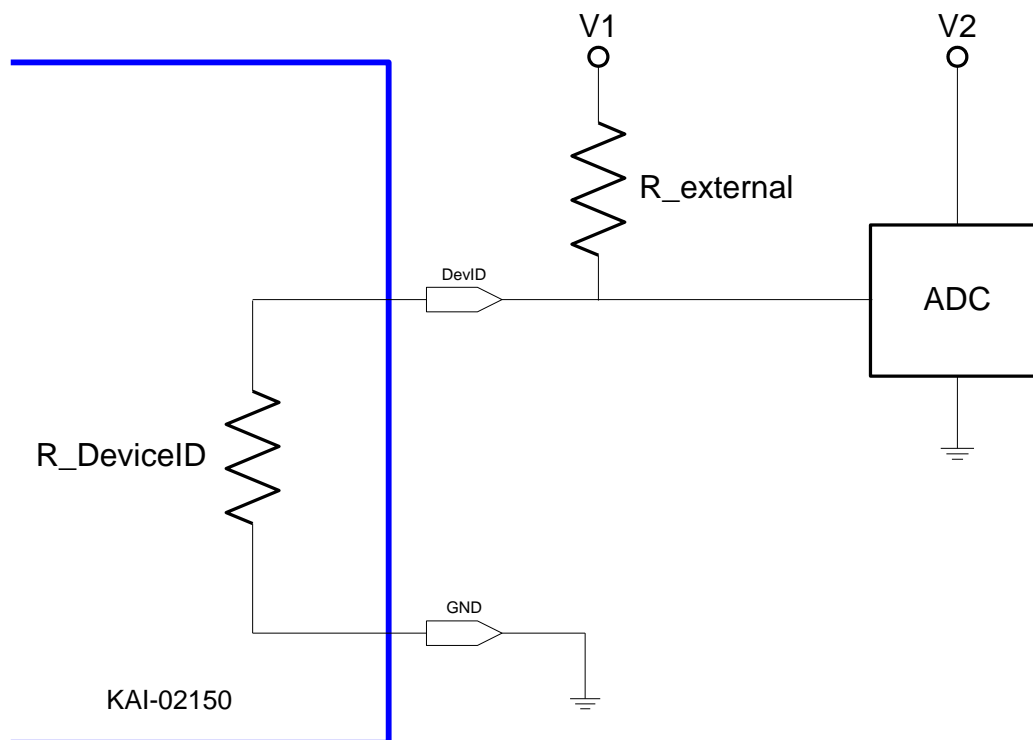 V1
V2
R_external
DevID
ADC
R_DeviceID
GND
KAI-02150